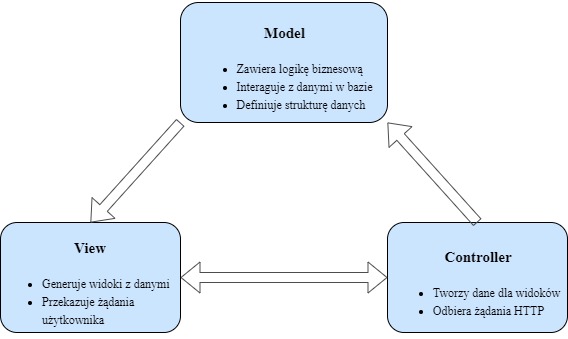 Model
• Zawiera logikę biznesową
• Interaguje z danymi w bazie
• Definiuje strukturę danych
View
• Generuje widoki z danymi
• Przekazuje żądania
użytkownika
Controller
• Tworzy dane dla widoków
• Odbiera żądania HTTP